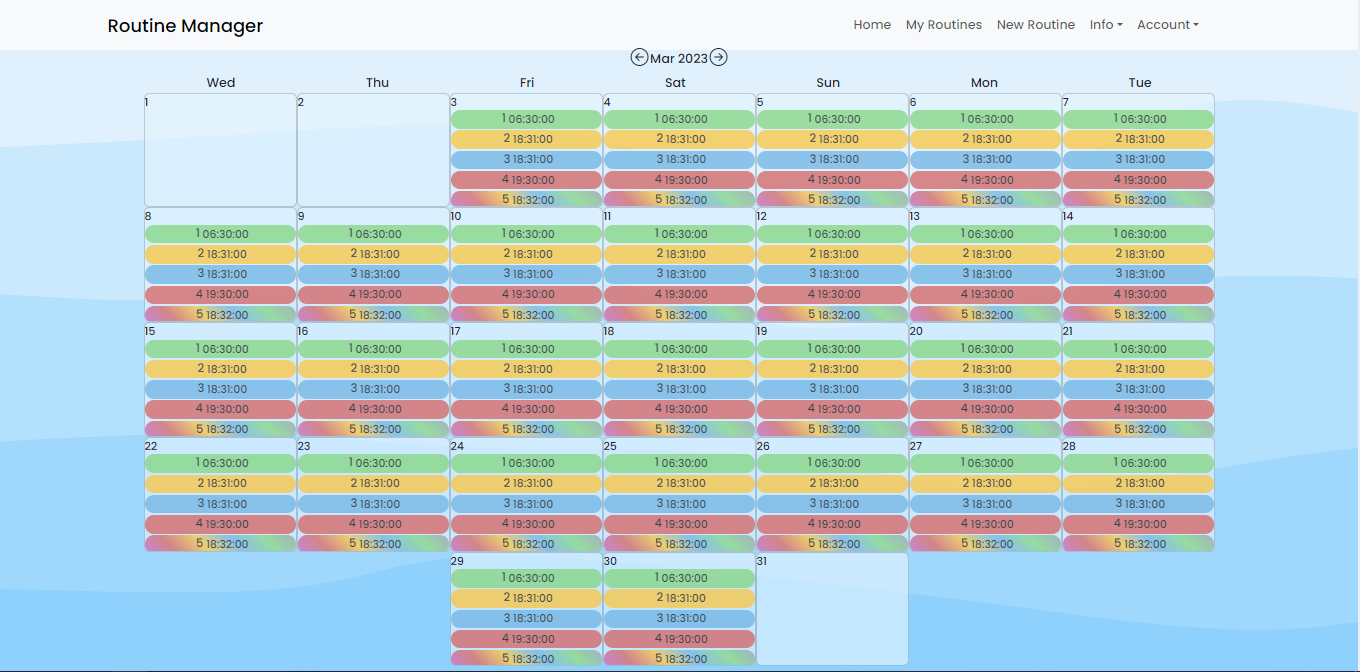 Routine Manager Home My Routines New Routine Info Account
Mar 2023
Wed Thu Fri Sat Sun Mon Tue
1 2 3 4 5 6 7
1 06:30:00 1 06:30:00 1 06:30:00 1 06:30:00 1 06:30:00
2 18:31:00 2 18:31:00 2 18:31:00 2 18:31:00 2 18:31:00
3 18:31:00 3 18:31:00 3 18:31:00 3 18:31:00 3 18:31:00
4 19:30:00 4 19:30:00 4 19:30:00 4 19:30:00 4 19:30:00
5 18:32:00 5 18:32:00 5 18:32:00 5 18:32:00 5 18:32:00
8 9 10 11 12 13 14
1 06:30:00 1 06:30:00 1 06:30:00 1 06:30:00 1 06:30:00 1 06:30:00 1 06:30:00
2 18:31:00 2 18:31:00 2 18:31:00 2 18:31:00 2 18:31:00 2 18:31:00 2 18:31:00
3 18:31:00 3 18:31:00 3 18:31:00 3 18:31:00 3 18:31:00 3 18:31:00 3 18:31:00
4 19:30:00 4 19:30:00 4 19:30:00 4 19:30:00 4 19:30:00 4 19:30:00 4 19:30:00
5 18:32:00 5 18:32:00 5 18:32:00 5 18:32:00 5 18:32:00 5 18:32:00 5 18:32:00
15 16 17 18 19 20 21
1 06:30:00 1 06:30:00 1 06:30:00 1 06:30:00 1 06:30:00 1 06:30:00 1 06:30:00
2 18:31:00 2 18:31:00 2 18:31:00 2 18:31:00 2 18:31:00 2 18:31:00 2 18:31:00
3 18:31:00 3 18:31:00 3 18:31:00 3 18:31:00 3 18:31:00 3 18:31:00 3 18:31:00
4 19:30:00 4 19:30:00 4 19:30:00 4 19:30:00 4 19:30:00 4 19:30:00 4 19:30:00
5 18:32:00 5 18:32:00 5 18:32:00 5 18:32:00 5 18:32:00 5 18:32:00 5 18:32:00
22 23 24 25 26 27 28
1 06:30:00 1 06:30:00 1 06:30:00 1 06:30:00 1 06:30:00 1 06:30:00 1 06:30:00
2 18:31:00 2 18:31:00 2 18:31:00 2 18:31:00 2 18:31:00 2 18:31:00 2 18:31:00
3 18:31:00 3 18:31:00 3 18:31:00 3 18:31:00 3 18:31:00 3 18:31:00 3 18:31:00
4 19:30:00 4 19:30:00 4 19:30:00 4 19:30:00 4 19:30:00 4 19:30:00 4 19:30:00
5 18:32:00 5 18:32:00 5 18:32:00 5 18:32:00 5 18:32:00 5 18:32:00 5 18:32:00
29 30 31
1 06:30:00 1 06:30:00
2 18:31:00 2 18:31:00
3 18:31:00 3 18:31:00
4 19:30:00 4 19:30:00
5 18:32:00 5 18:32:00